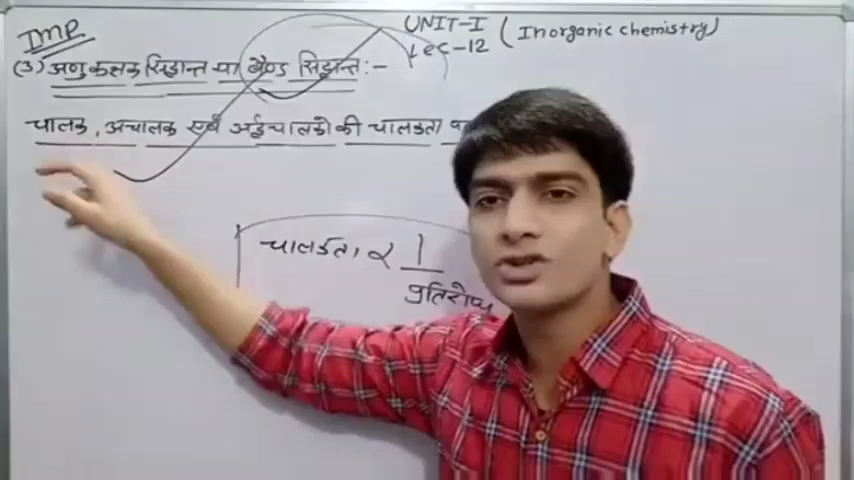 IMP
UNIT-I
Lec-12 (Inorganic chemistry)
(3) अणु कक्षक सिद्धान्त या बैण्ड सिद्धान्त :-
चालक, अचालक एवं अर्द्धचालको की चालकता
चालकता ∝ 1
प्रतिरोध